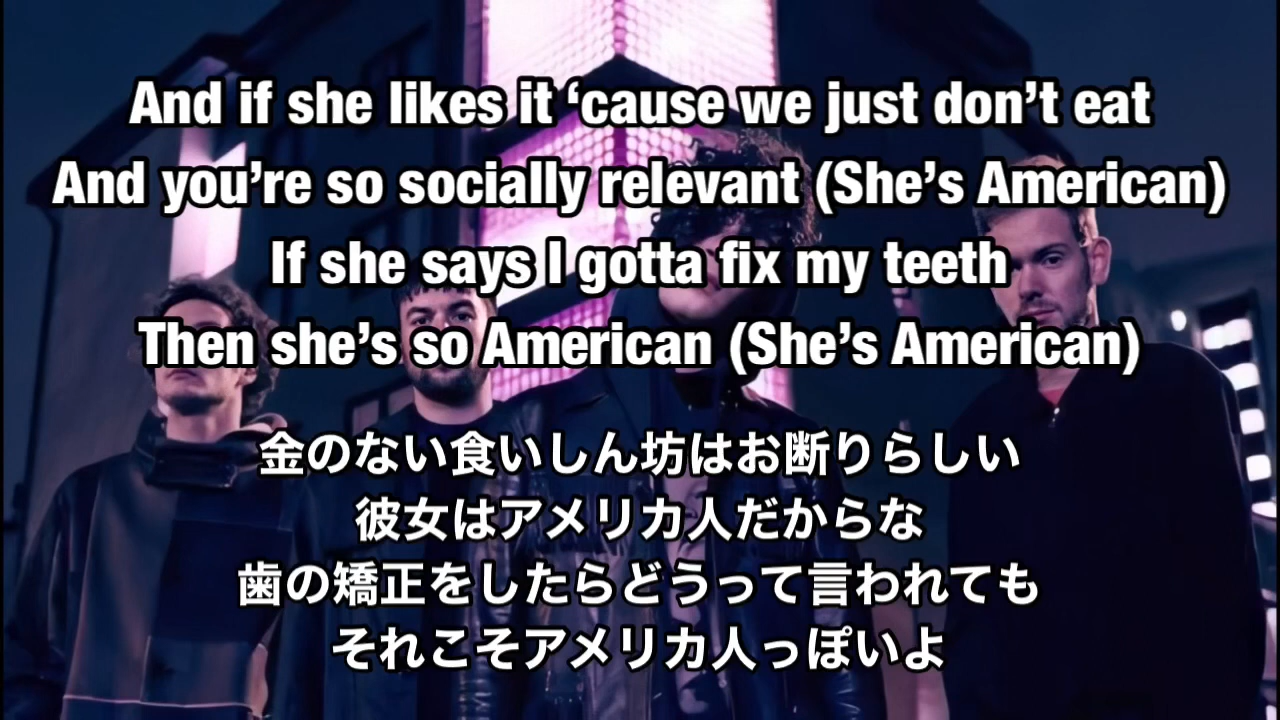 And if she likes it ‘cause we just don’t eat
And you’re so socially relevant (She’s American)
If she says I gotta fix my teeth
Then she’s so American (She’s American)
金のない食いしん坊はお断りらしい
彼女はアメリカ人だからな
歯の矯正をしたらどうって言われても
それこそアメリカ人っぽいよ